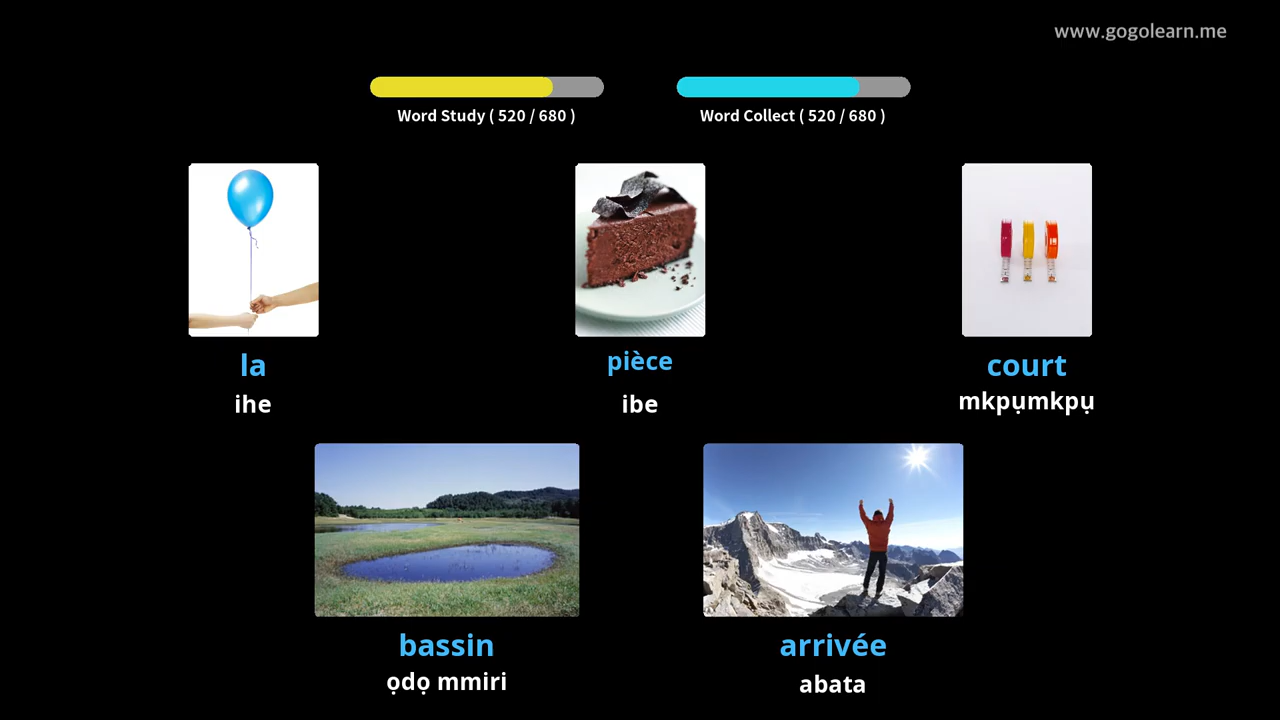 www.gogolearn.me
Word Study ( 520 / 680 )
Word Collect ( 520 / 680 )
la
ihe
pièce
ibe
court
mkpụmkpụ
bassin
ọdọ mmiri
arrivée
abata